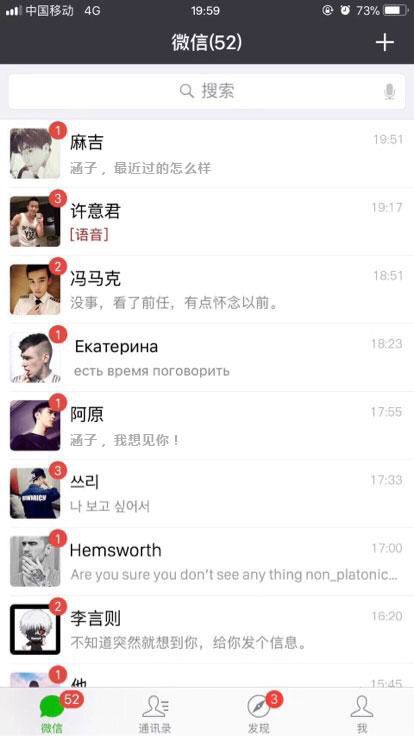 中国移动 4G 19:59 73%
微信(52)
搜索
1
麻吉 19:51
涵子，最近过的怎么样
3
许意君 19:17
[语音]
2
冯马克 18:51
没事，看了前任，有点怀念以前。
1
Екатерина 18:23
есть время поговорить
1
阿原 17:55
涵子，我想见你！
3
쓰리 17:33
나 보고 싶어서
1
Hemsworth 17:00
Are you sure you don't see any thing non_platonic...
2
李言则 16:20
不知道突然就想到你，给你发个信息。
1
他 15:45
52 3
微信 通讯录 发现 我